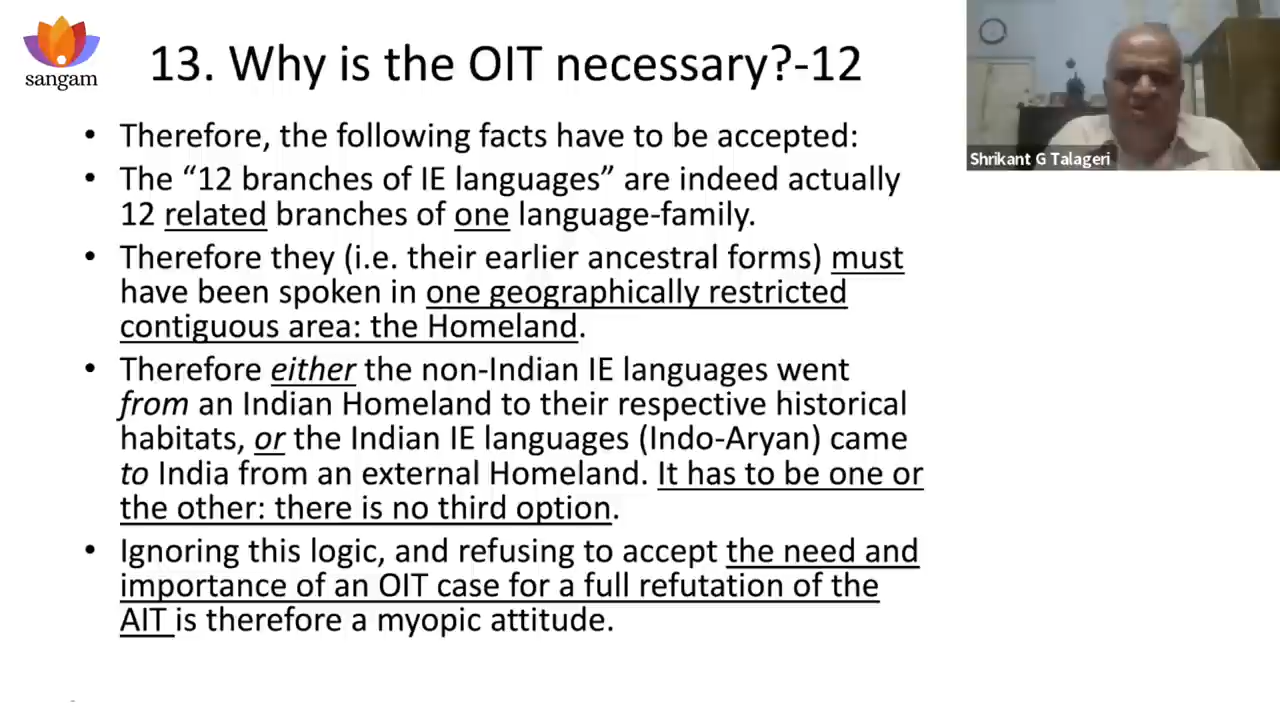 sangam
13. Why is the OIT necessary?-12
Shrikant G Talageri
• Therefore, the following facts have to be accepted:
• The “12 branches of IE languages” are indeed actually
12 related branches of one language-family.
• Therefore they (i.e. their earlier ancestral forms) must
have been spoken in one geographically restricted
contiguous area: the Homeland.
• Therefore either the non-Indian IE languages went
from an Indian Homeland to their respective historical
habitats, or the Indian IE languages (Indo-Aryan) came
to India from an external Homeland. It has to be one or
the other: there is no third option.
• Ignoring this logic, and refusing to accept the need and
importance of an OIT case for a full refutation of the
AIT is therefore a myopic attitude.